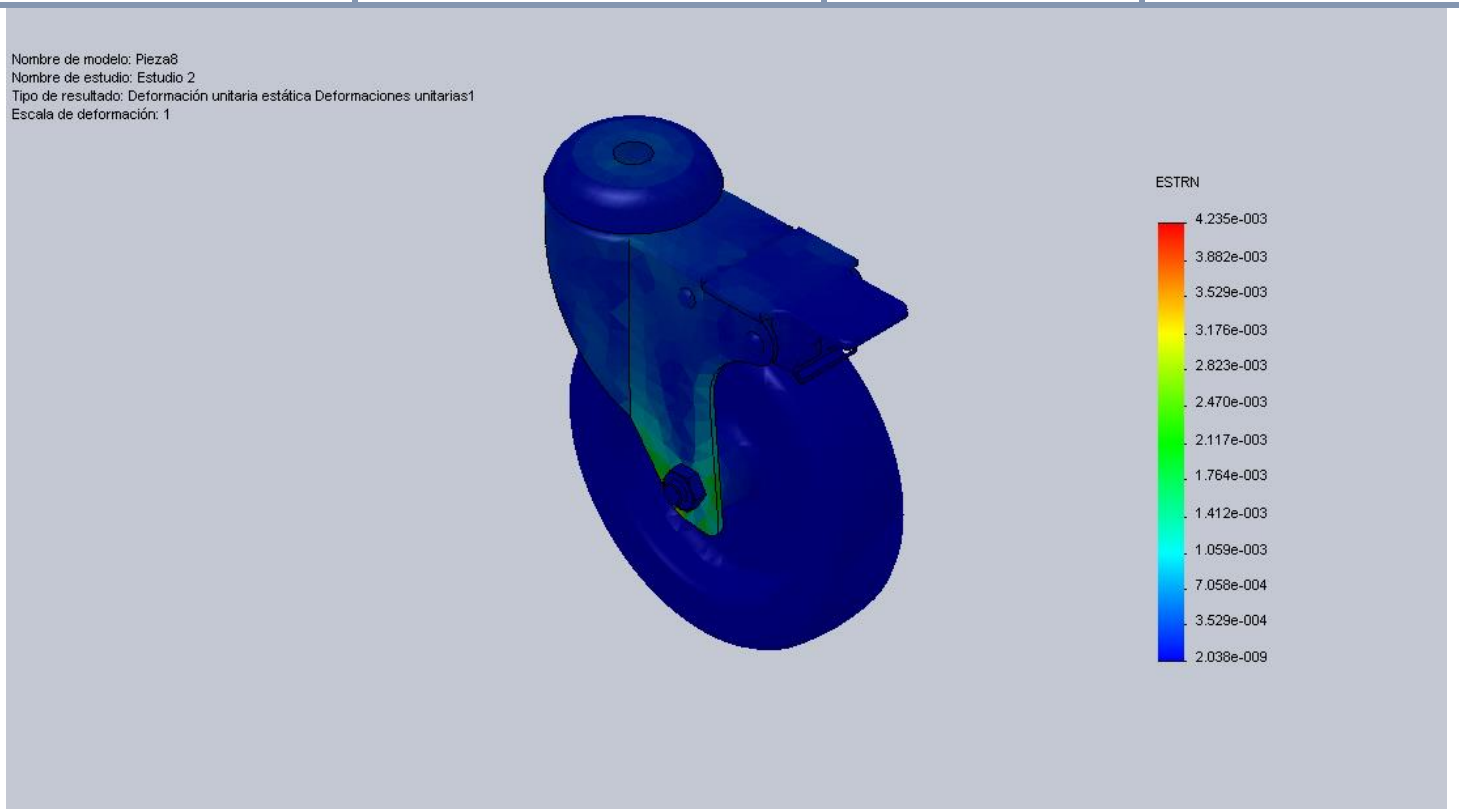 Nombre de modelo: Pieza8
Nombre de estudio: Estudio 2
Tipo de resultado: Deformación unitaria estática Deformaciones unitarias1
Escala de deformación: 1
ESTRN
4.235e-003
3.882e-003
3.529e-003
3.176e-003
2.823e-003
2.470e-003
2.117e-003
1.764e-003
1.412e-003
1.059e-003
7.058e-004
3.529e-004
2.038e-009